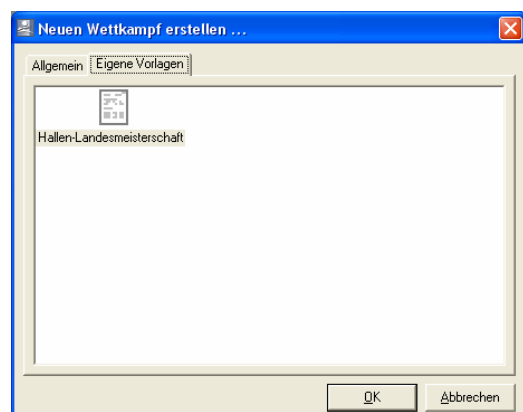 Neuen Wettkampf erstellen ...
Allgemein Eigene Vorlagen
Hallen-Landesmeisterschaft
OK Abbrechen